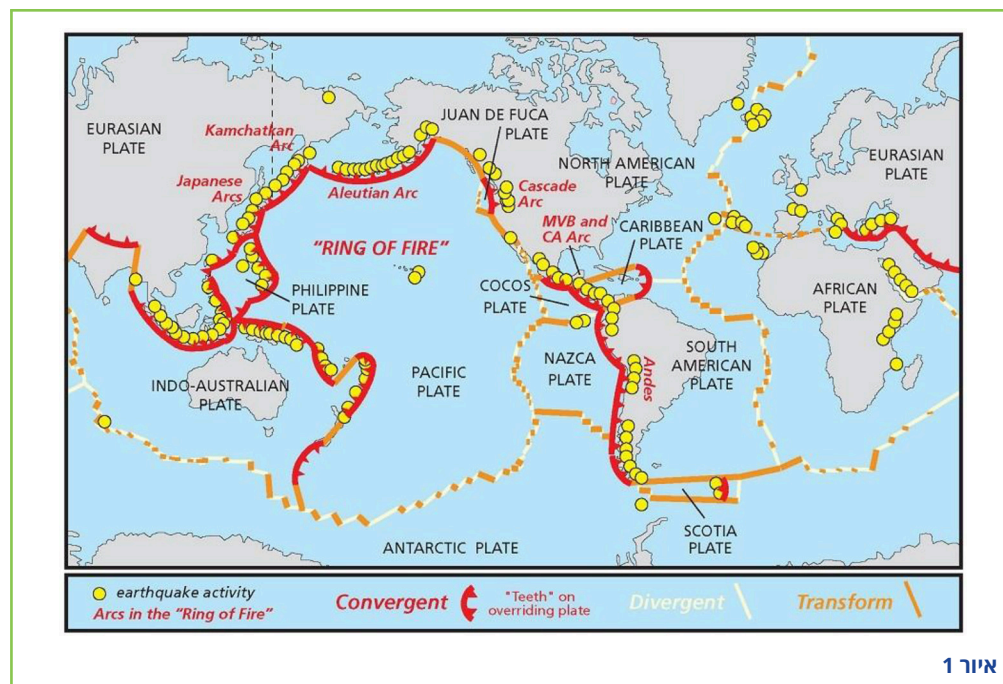 EURASIAN
PLATE
Kamchatkan
Arc
Japanese
Arcs
Aleutian Arc
"RING OF FIRE"
PHILIPPINE
PLATE
INDO-AUSTRALIAN
PLATE
PACIFIC
PLATE
JUAN DE FUCA
PLATE
NORTH AMERICAN
PLATE
Cascade
Arc
MVB and
CA Arc
CARIBBEAN
PLATE
COCOS
PLATE
NAZCA
PLATE
Andes
SOUTH
AMERICAN
PLATE
EURASIAN
PLATE
AFRICAN
PLATE
SCOTIA
PLATE
ANTARCTIC PLATE
earthquake activity
Arcs in the "Ring of Fire"
Convergent
"Teeth" on
overriding plate
Divergent
Transform
איור 1